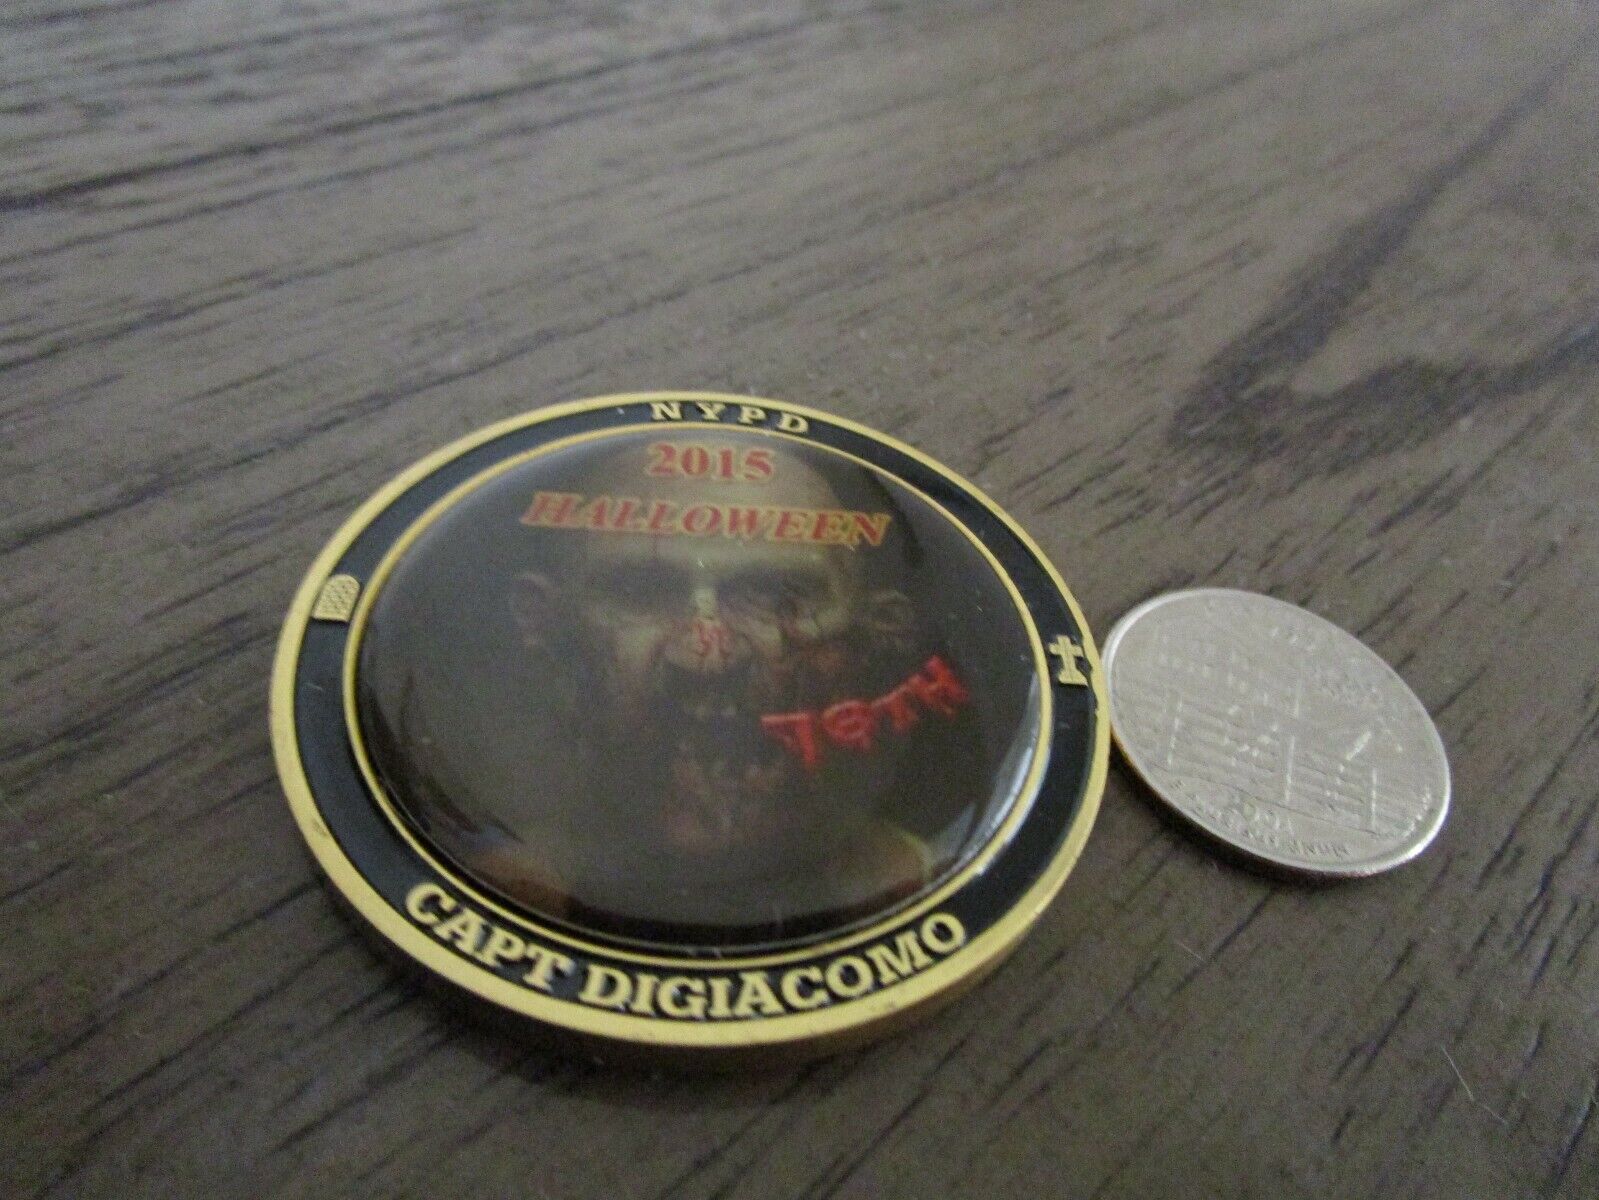 NYPD
2015
HALLOWEEN
79TH
CAPT DIGIACOMO